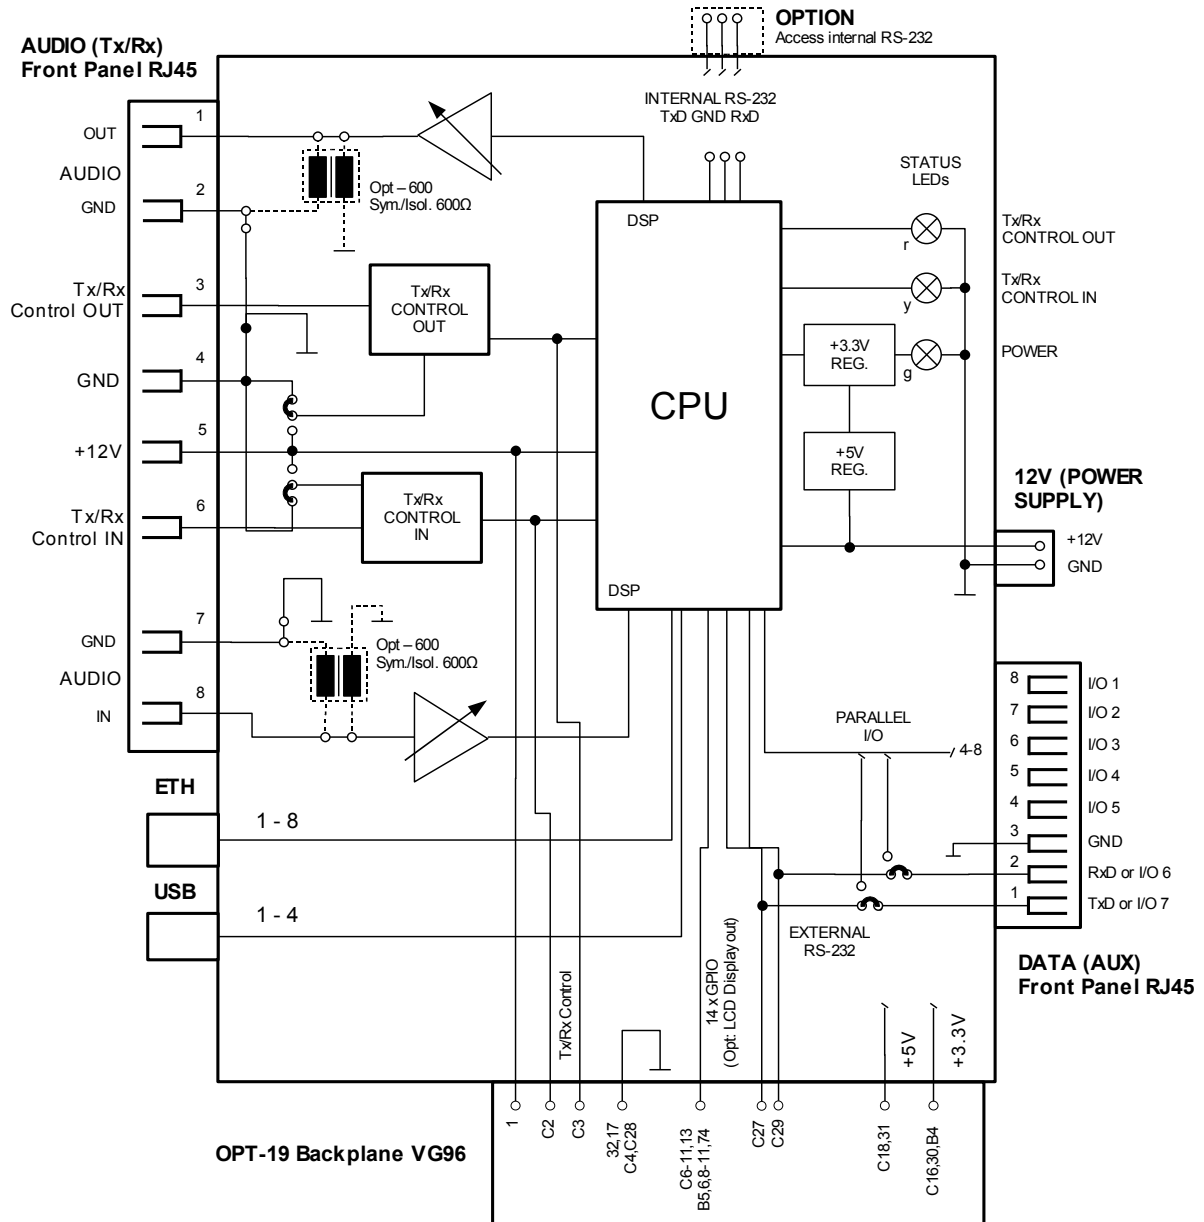 OPTION
Access internal RS-232
AUDIO (Tx/Rx)
Front Panel RJ45
INTERNAL RS-232
TxD GND RxD
1
OUT
AUDIO
2
GND
Opt – 600
Sym./Isol. 600Ω
STATUS
LEDs
DSP
r
Tx/Rx
CONTROL OUT
Tx/Rx
Control OUT
3
Tx/Rx
CONTROL
OUT
y
Tx/Rx
CONTROL IN
4
GND
+3.3V
REG.
g
POWER
CPU
5
+12V
+5V
REG.
12V (POWER
SUPPLY)
6
Tx/Rx
Control IN
Tx/Rx
CONTROL
IN
+12V
GND
DSP
7
GND
AUDIO
8
IN
Opt – 600
Sym./Isol. 600Ω
PARALLEL
I/O
4-8
8
I/O 1
7
I/O 2
6
I/O 3
5
I/O 4
4
I/O 5
3
GND
2
RxD or I/O 6
1
TxD or I/O 7
ETH
1 - 8
USB
1 - 4
EXTERNAL
RS-232
DATA (AUX)
Front Panel RJ45
Tx/Rx Control
14 x GPIO
(Opt: LCD Display out)
+5V
+3.3V
OPT-19 Backplane VG96
1
C2
C3
32,17
C4,C28
C6-11,13
B5,6,8-11,74
C27
C29
C18,31
C16,30,B4